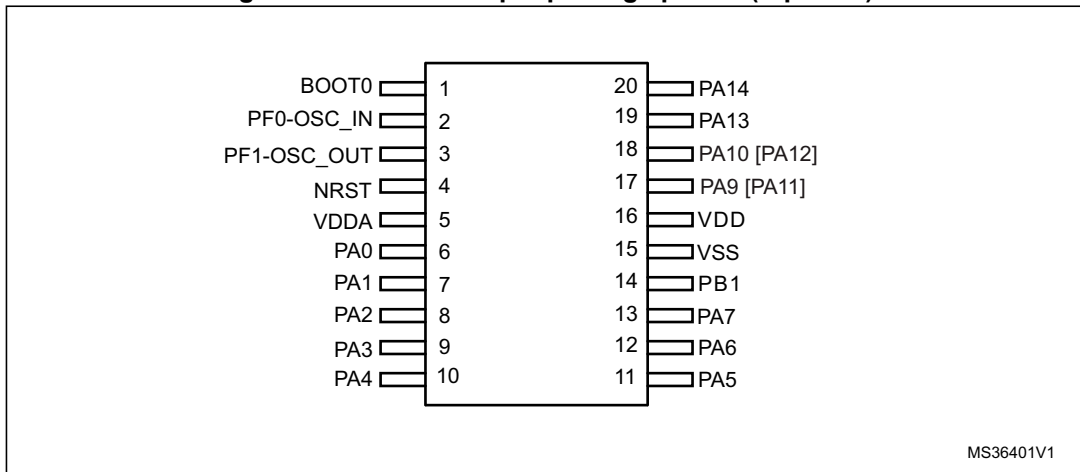 BOOT0 1 20 PA14
PF0-OSC_IN 2 19 PA13
PF1-OSC_OUT 3 18 PA10 [PA12]
NRST 4 17 PA9 [PA11]
VDDA 5 16 VDD
PA0 6 15 VSS
PA1 7 14 PB1
PA2 8 13 PA7
PA3 9 12 PA6
PA4 10 11 PA5
MS36401V1